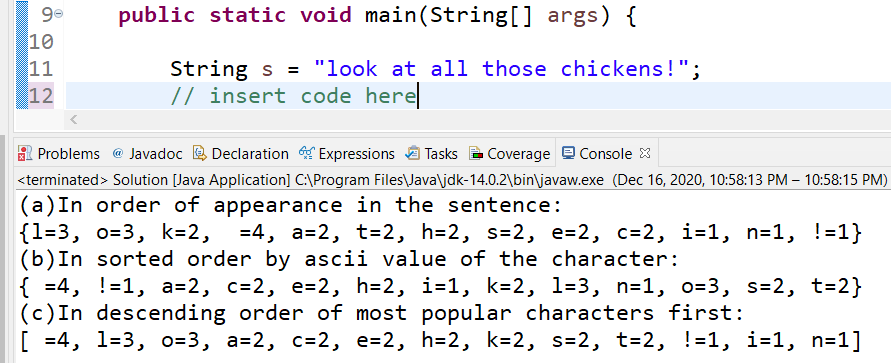 9 public static void main(String[] args) {
10
11 String s = "look at all those chickens!";
12 // insert code here
Problems @ Javadoc Declaration Expressions Tasks Coverage Console
<terminated> Solution [Java Application] C:\Program Files\Java\jdk-14.0.2\bin\javaw.exe (Dec 16, 2020, 10:58:13 PM – 10:58:15 PM)
(a)In order of appearance in the sentence:
{l=3, o=3, k=2,  =4, a=2, t=2, h=2, s=2, e=2, c=2, i=1, n=1, !=1}
(b)In sorted order by ascii value of the character:
{ =4, !=1, a=2, c=2, e=2, h=2, i=1, k=2, l=3, n=1, o=3, s=2, t=2}
(c)In descending order of most popular characters first:
[ =4, l=3, o=3, a=2, c=2, e=2, h=2, k=2, s=2, t=2, !=1, i=1, n=1]